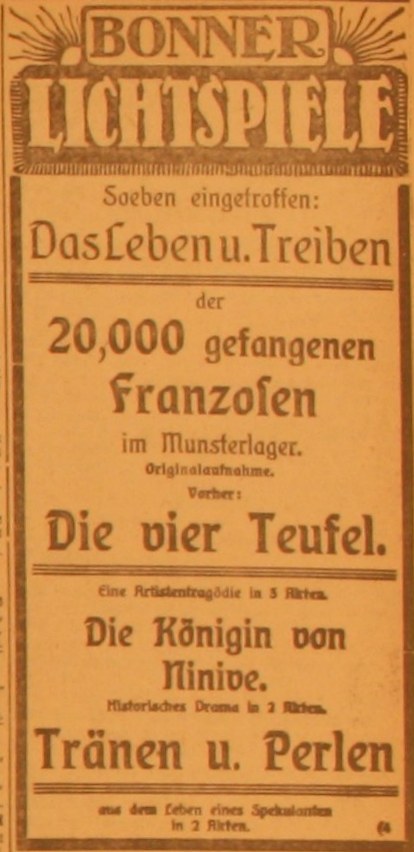 BONNER
LICHTSPIELE
Soeben eingetroffen:
Das Leben u. Treiben
der
20,000 gefangenen
Franzoſen
im Munsterlager.
Originalaufnahme.
Vorher:
Die vier Teufel.
Eine Artistentragödie in 3 Akten.
Die Königin von
Ninive.
Historisches Drama in 2 Akten.
Tränen u. Perlen
aus dem Leben eines Spekulanten
in 2 Akten. (4